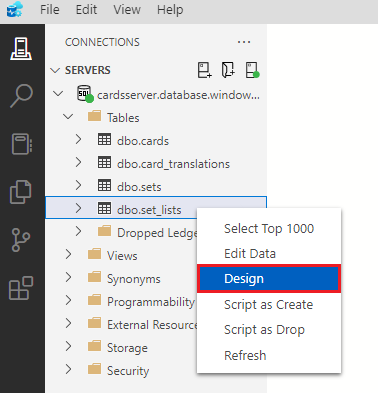 File Edit View Help
CONNECTIONS ...
SERVERS
SQL cardsserver.database.window...
Tables
dbo.cards
dbo.card_translations
dbo.sets
dbo.set_lists
Dropped Ledge
Views
Synonyms
Programmability
External Resource
Storage
Security
Select Top 1000
Edit Data
Design
Script as Create
Script as Drop
Refresh